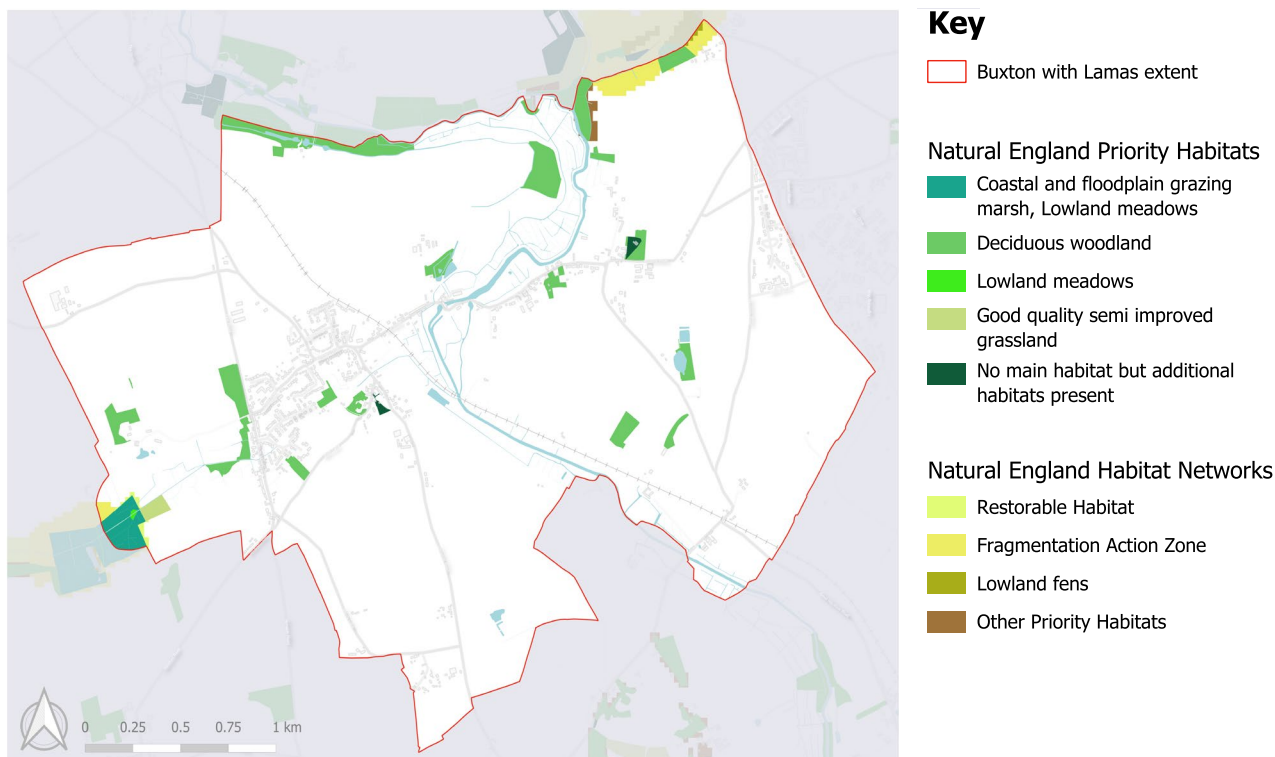 Key
Buxton with Lamas extent
Natural England Priority Habitats
Coastal and floodplain grazing
marsh, Lowland meadows
Deciduous woodland
Lowland meadows
Good quality semi improved
grassland
No main habitat but additional
habitats present
Natural England Habitat Networks
Restorable Habitat
Fragmentation Action Zone
Lowland fens
Other Priority Habitats
0 0.25 0.5 0.75 1 km